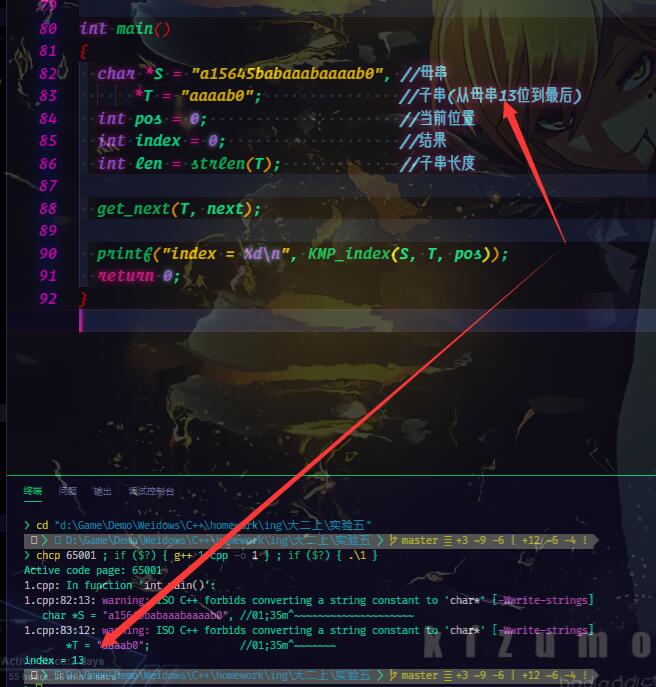 79
80 int main()
81 {
82 char *S = "a15645babaaabaaaab0", //母串
83 *T = "aaaab0"; //子串(从母串13位到最后)
84 int pos = 0; //当前位置
85 int index = 0; //结果
86 int len = strlen(T); //子串长度
87
88 get_next(T, next);
89
90 printf("index = %d\n", KMP_index(S, T, pos));
91 return 0;
92 }
终端 问题 输出 调试控制台
> cd "d:\Game\Demo\Weidows\C++\homework\ing\大二上\实验五"
D:\Game\Demo\Weidows\C++\homework\ing\大二上\实验五 master ≡ +3 ~9 -6 | +12 ~6 -4 !
> chcp 65001 ; if ($?) { g++ 1.cpp -o 1 } ; if ($?) { .\1 }
Active code page: 65001
1.cpp: In function 'int main()':
1.cpp:82:13: warning: ISO C++ forbids converting a string constant to 'char*' [-Wwrite-strings]
char *S = "a15645babaaabaaaab0", //01;35m^~~~~~~~~~~~~~~~~~~~~
1.cpp:83:12: warning: ISO C++ forbids converting a string constant to 'char*' [-Wwrite-strings]
*T = "aaaab0"; //01;35m^~~~~~~~
index = 13
D:\Game\Demo\Weidows\C++\homework\ing\大二上\实验五 master ≡ +3 ~9 -6 | +12 ~6 -4 !
kizumo